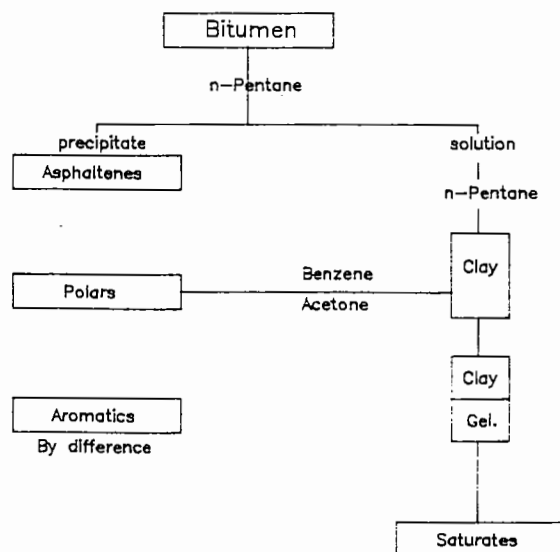 Bitumen
n-Pentane
precipitate
solution
Asphaltenes
n-Pentane
Clay
Benzene
Polars
Acetone
Clay
Aromatics
Gel.
By difference
Saturates